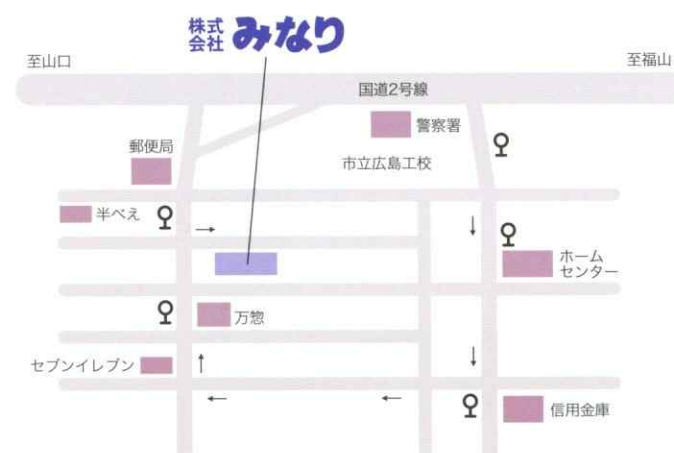 株式
会社 みなり
至山口
至福山
国道2号線
警察署
郵便局
市立広島工校
半べえ
ホーム
センター
万惣
セブンイレブン
信用金庫